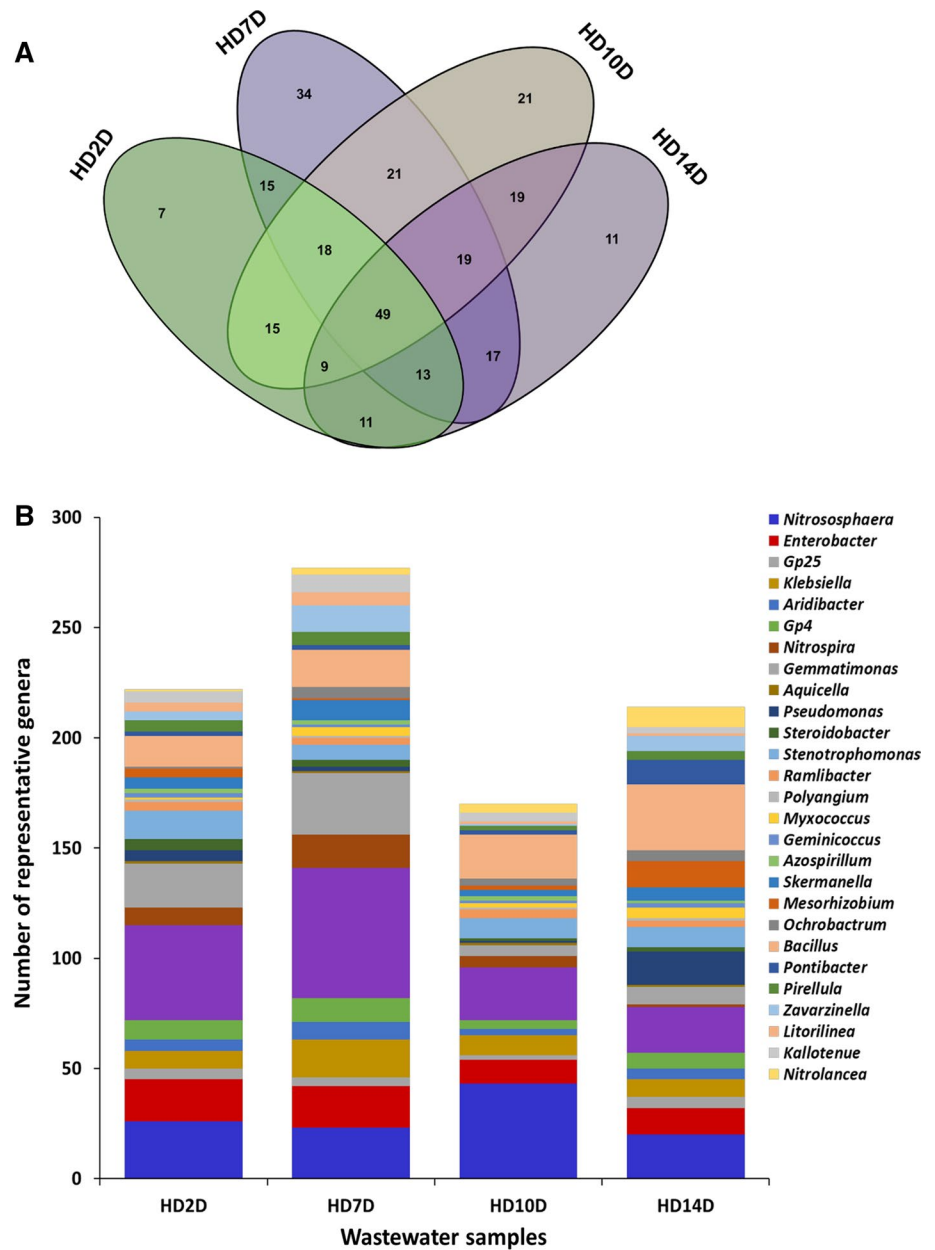 A
HD7D
HD10D
HD2D
HD14D
34
21
21
15
19
7
11
18
19
49
15
9
13
17
11
B
300
250
200
150
100
50
0
Number of representative genera
HD2D
HD7D
HD10D
HD14D
Wastewater samples
Nitrososphaera
Enterobacter
Gp25
Klebsiella
Aridibacter
Gp4
Nitrospira
Gemmatimonas
Aquicella
Pseudomonas
Steroidobacter
Stenotrophomonas
Ramlibacter
Polyangium
Myxococcus
Geminicoccus
Azospirillum
Skermanella
Mesorhizobium
Ochrobactrum
Bacillus
Pontibacter
Pirellula
Zavarzinella
Litorilinea
Kallotenue
Nitrolancea